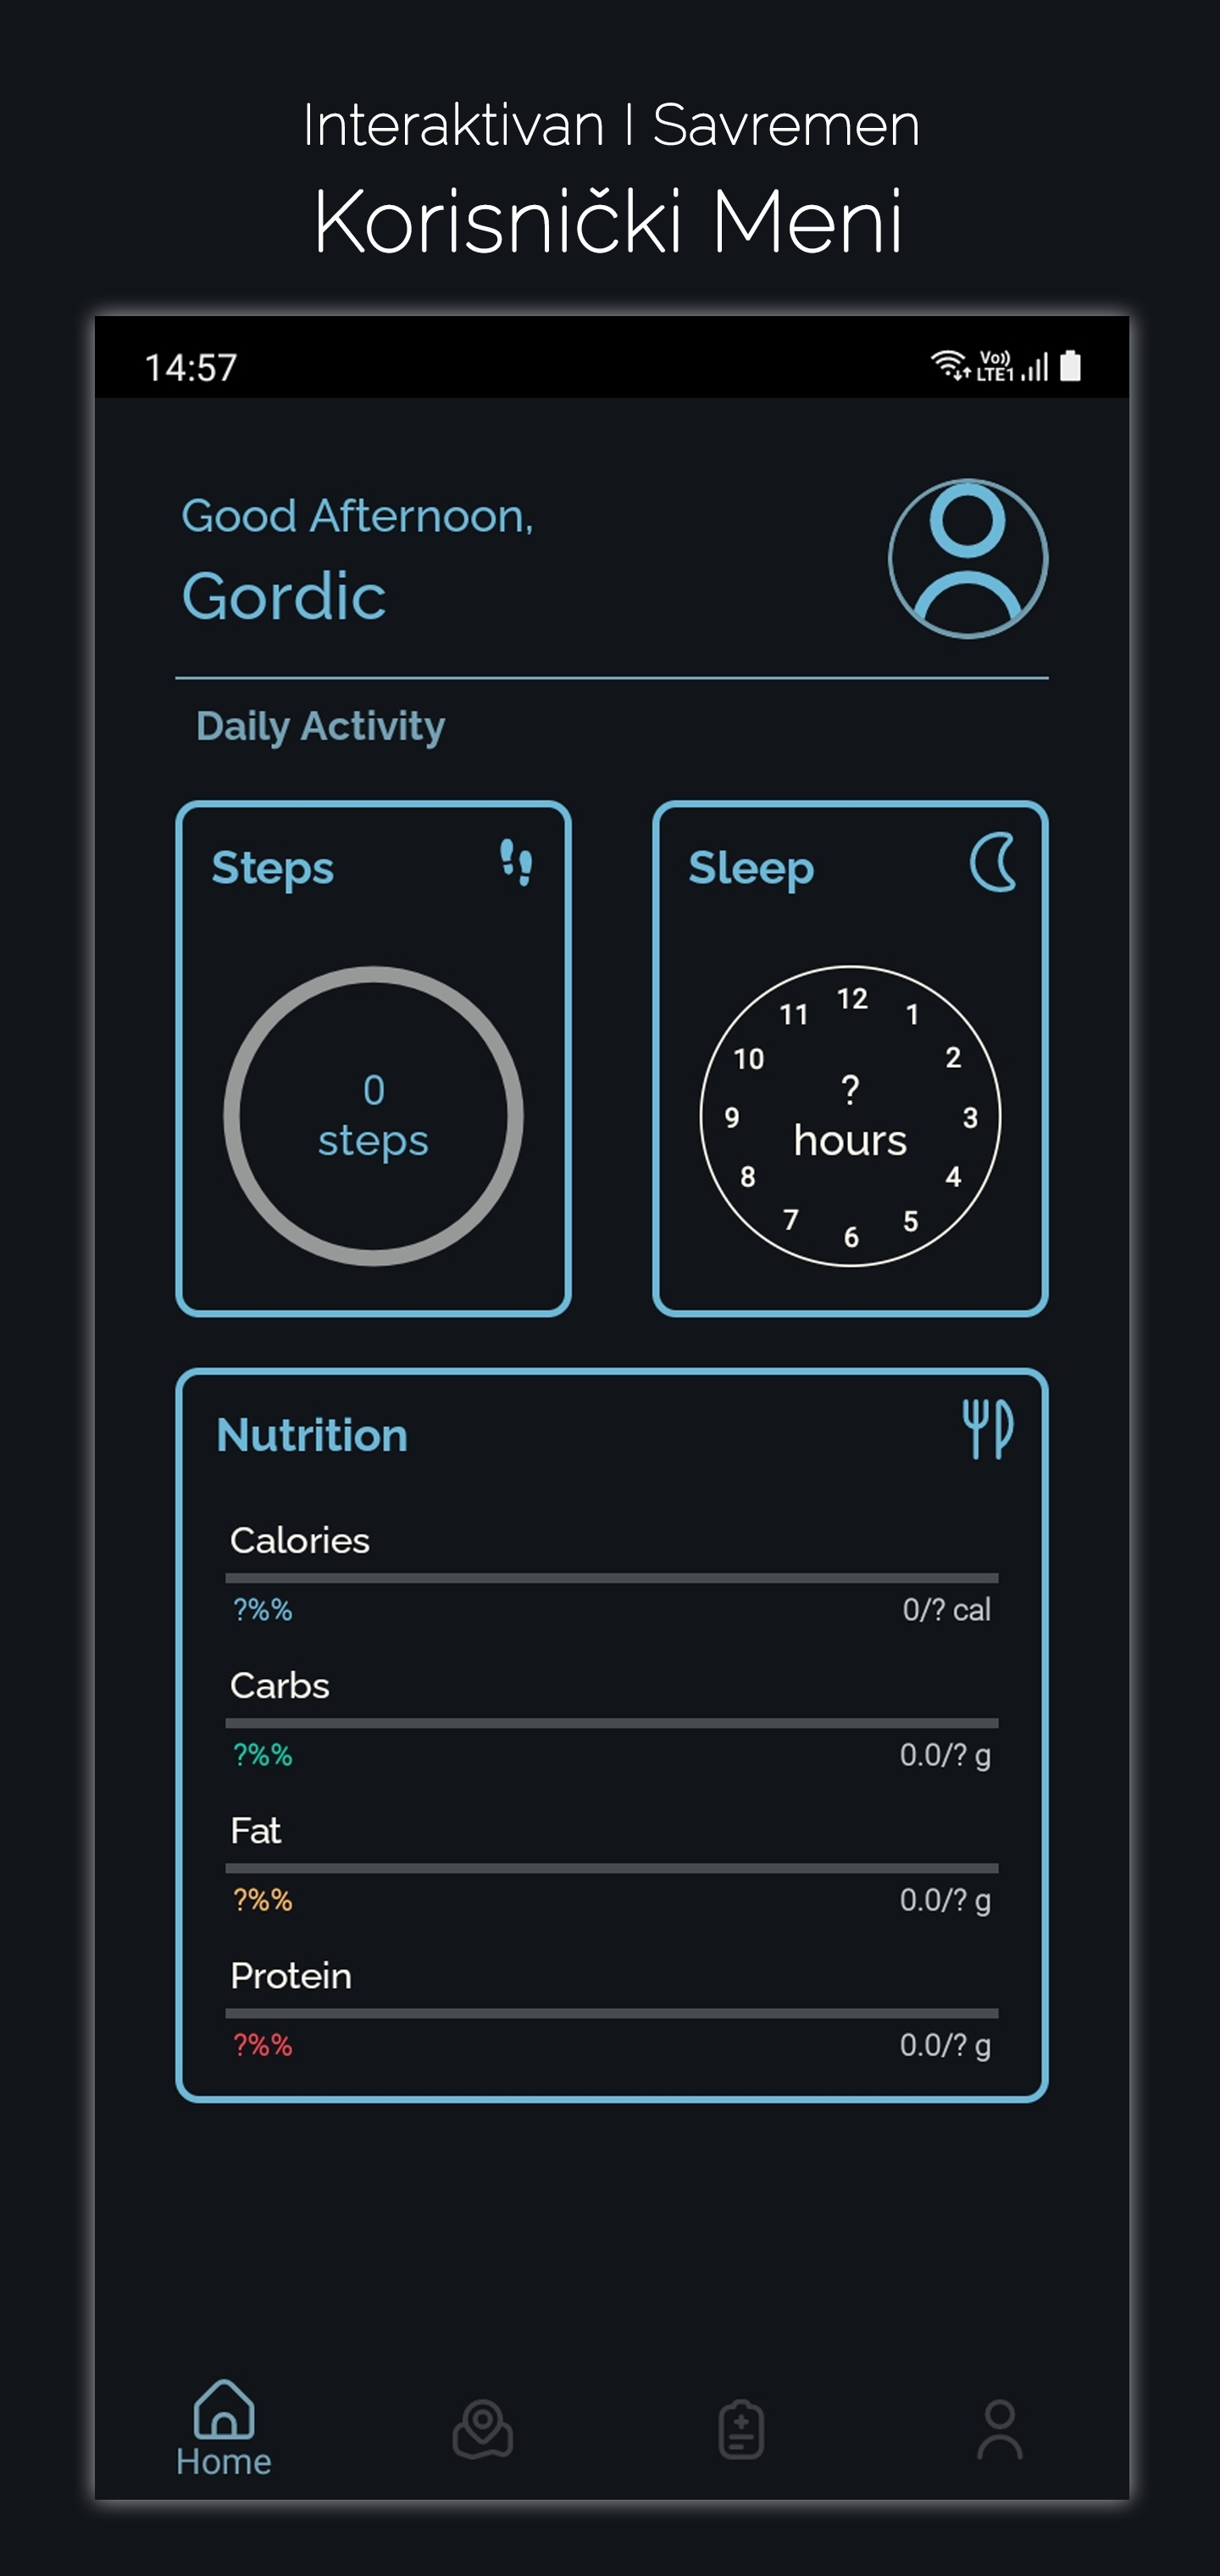 Interaktivan | Savremen
Korisnički Meni
14:57
Vo))
LTE1
Good Afternoon,
Gordic
Daily Activity
Steps
0
steps
Sleep
12
11
1
10
2
?
9
3
hours
8
4
7
5
6
Nutrition
Calories
?%%
0/? cal
Carbs
?%%
0.0/? g
Fat
?%%
0.0/? g
Protein
?%%
0.0/? g
Home